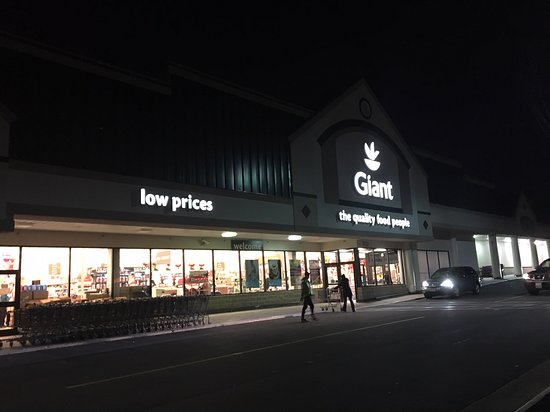 low prices
welcome
Giant
the quality food people